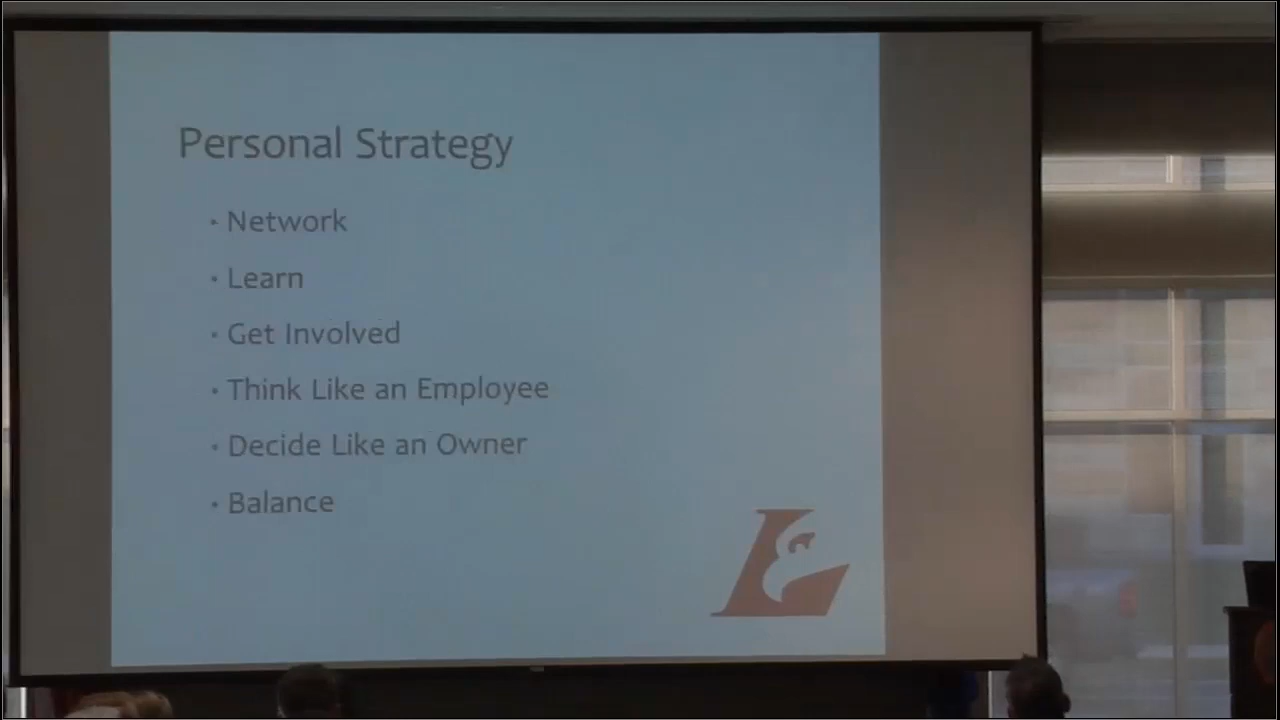 Personal Strategy
• Network
• Learn
• Get Involved
• Think Like an Employee
• Decide Like an Owner
• Balance
L